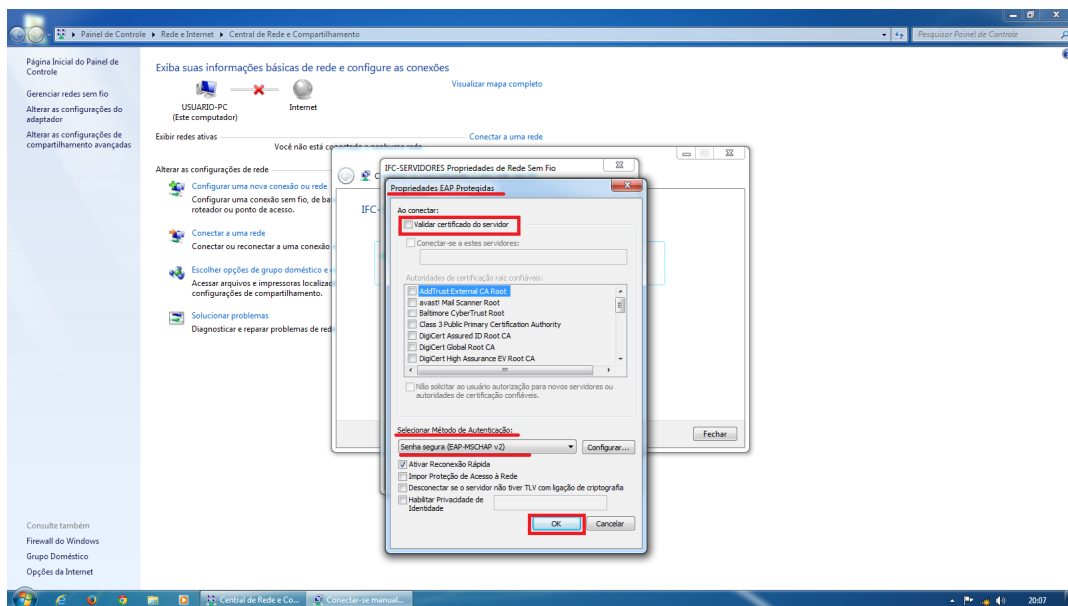 Painel de Controle ▸ Rede e Internet ▸ Central de Rede e Compartilhamento
Pesquisar Painel de Controle
Página Inicial do Painel de
Controle
Gerenciar redes sem fio
Alterar as configurações do
adaptador
Alterar as configurações de
compartilhamento avançadas
Exiba suas informações básicas de rede e configure as conexões
Visualizar mapa completo
USUARIO-PC
(Este computador)
Internet
Exibir redes ativas
Conectar a uma rede
Você não está conectado a nenhuma rede
Alterar as configurações de rede
Configurar uma nova conexão ou rede
Configurar uma conexão sem fio, de ba
roteador ou ponto de acesso.
Conectar a uma rede
Conectar ou reconectar a uma conexão
Escolher opções de grupo doméstico e
Acessar arquivos e impressoras localizad
configurações de compartilhamento.
Solucionar problemas
Diagnosticar e reparar problemas de red
Consulte também
Firewall do Windows
Grupo Doméstico
Opções da Internet
C
IFC-
Fechar
IFC-SERVIDORES Propriedades de Rede Sem Fio
Propriedades EAP Protegidas
Ao conectar:
Validar certificado do servidor
Conectar-se a estes servidores:
Autoridades de certificação raiz confiáveis:
AddTrust External CA Root
avast! Mail Scanner Root
Baltimore CyberTrust Root
Class 3 Public Primary Certification Authority
DigiCert Assured ID Root CA
DigiCert Global Root CA
DigiCert High Assurance EV Root CA
Não solicitar ao usuário autorização para novos servidores ou
autoridades de certificação confiáveis.
Selecionar Método de Autenticação:
Senha segura (EAP-MSCHAP v2)
Configurar...
Ativar Reconexão Rápida
Impor Proteção de Acesso à Rede
Desconectar se o servidor não tiver TLV com ligação de criptografia
Habilitar Privacidade de
Identidade
OK
Cancelar
Central de Rede e Co...
Conectar-se manual...
20:07